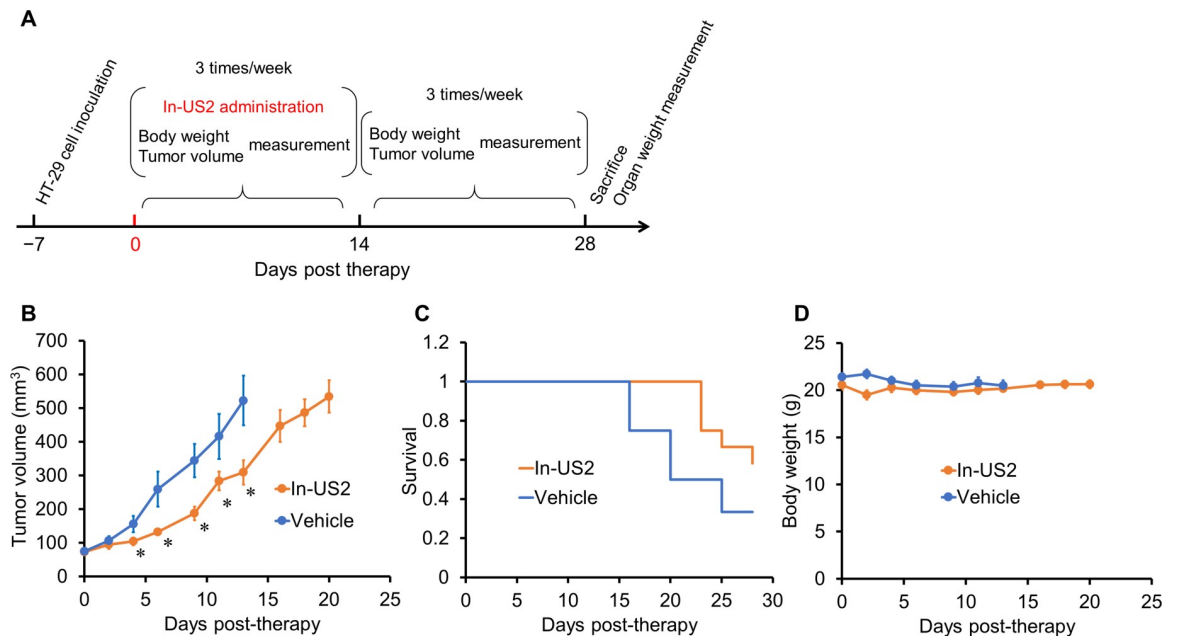 A
HT-29 cell inoculation
3 times/week
In-US2 administration
Body weight
Tumor volume
measurement
3 times/week
Body weight
Tumor volume
measurement
Sacrifice
Organ weight measurement
−7
0
14
28
Days post therapy
B
Tumor volume (mm3)
700
600
500
400
300
200
100
0
0
5
10
15
20
25
Days post-therapy
In-US2
Vehicle
*
*
*
*
*
C
Survival
1.2
1
0.8
0.6
0.4
0.2
0
0
5
10
15
20
25
30
Days post-therapy
In-US2
Vehicle
D
Body weight (g)
25
20
15
10
5
0
0
5
10
15
20
25
Days post-therapy
In-US2
Vehicle